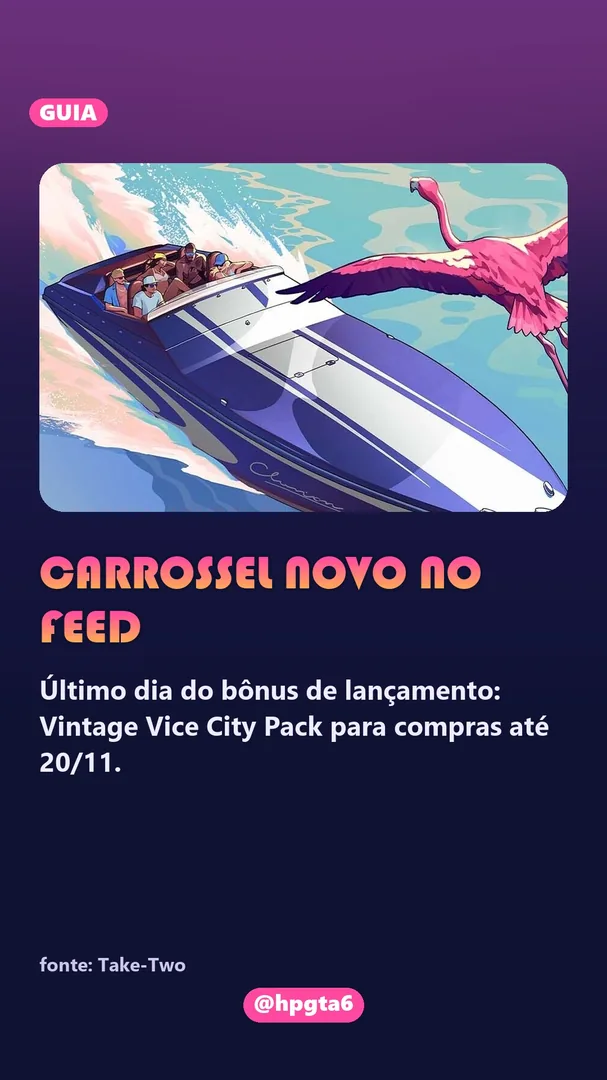 GUIA
CARROSSEL NOVO NO
FEED
Último dia do bônus de lançamento:
Vintage Vice City Pack para compras até
20/11.
fonte: Take-Two
@hpgta6